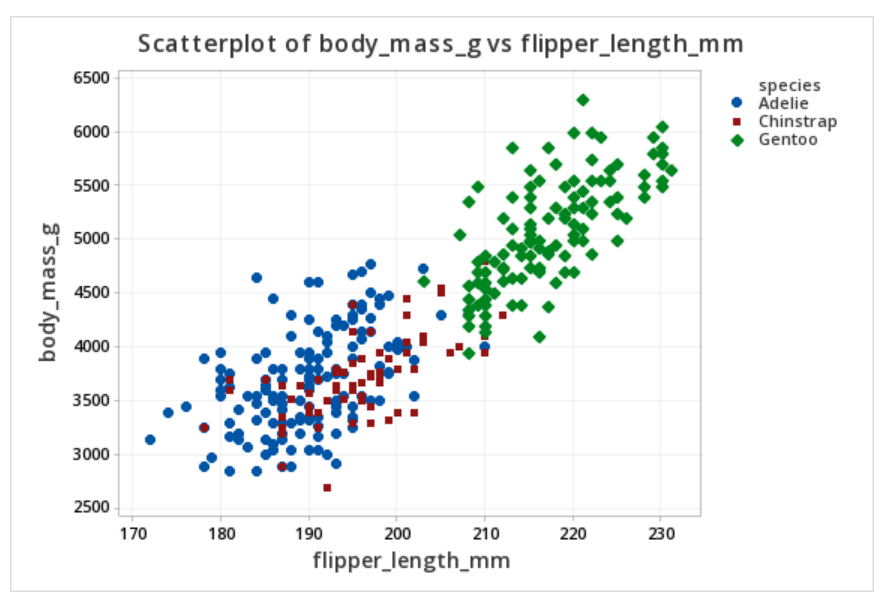 Scatterplot of body_mass_g vs flipper_length_mm
species
Adelie
Chinstrap
Gentoo
body_mass_g
6500
6000
5500
5000
4500
4000
3500
3000
2500
170 180 190 200 210 220 230
flipper_length_mm